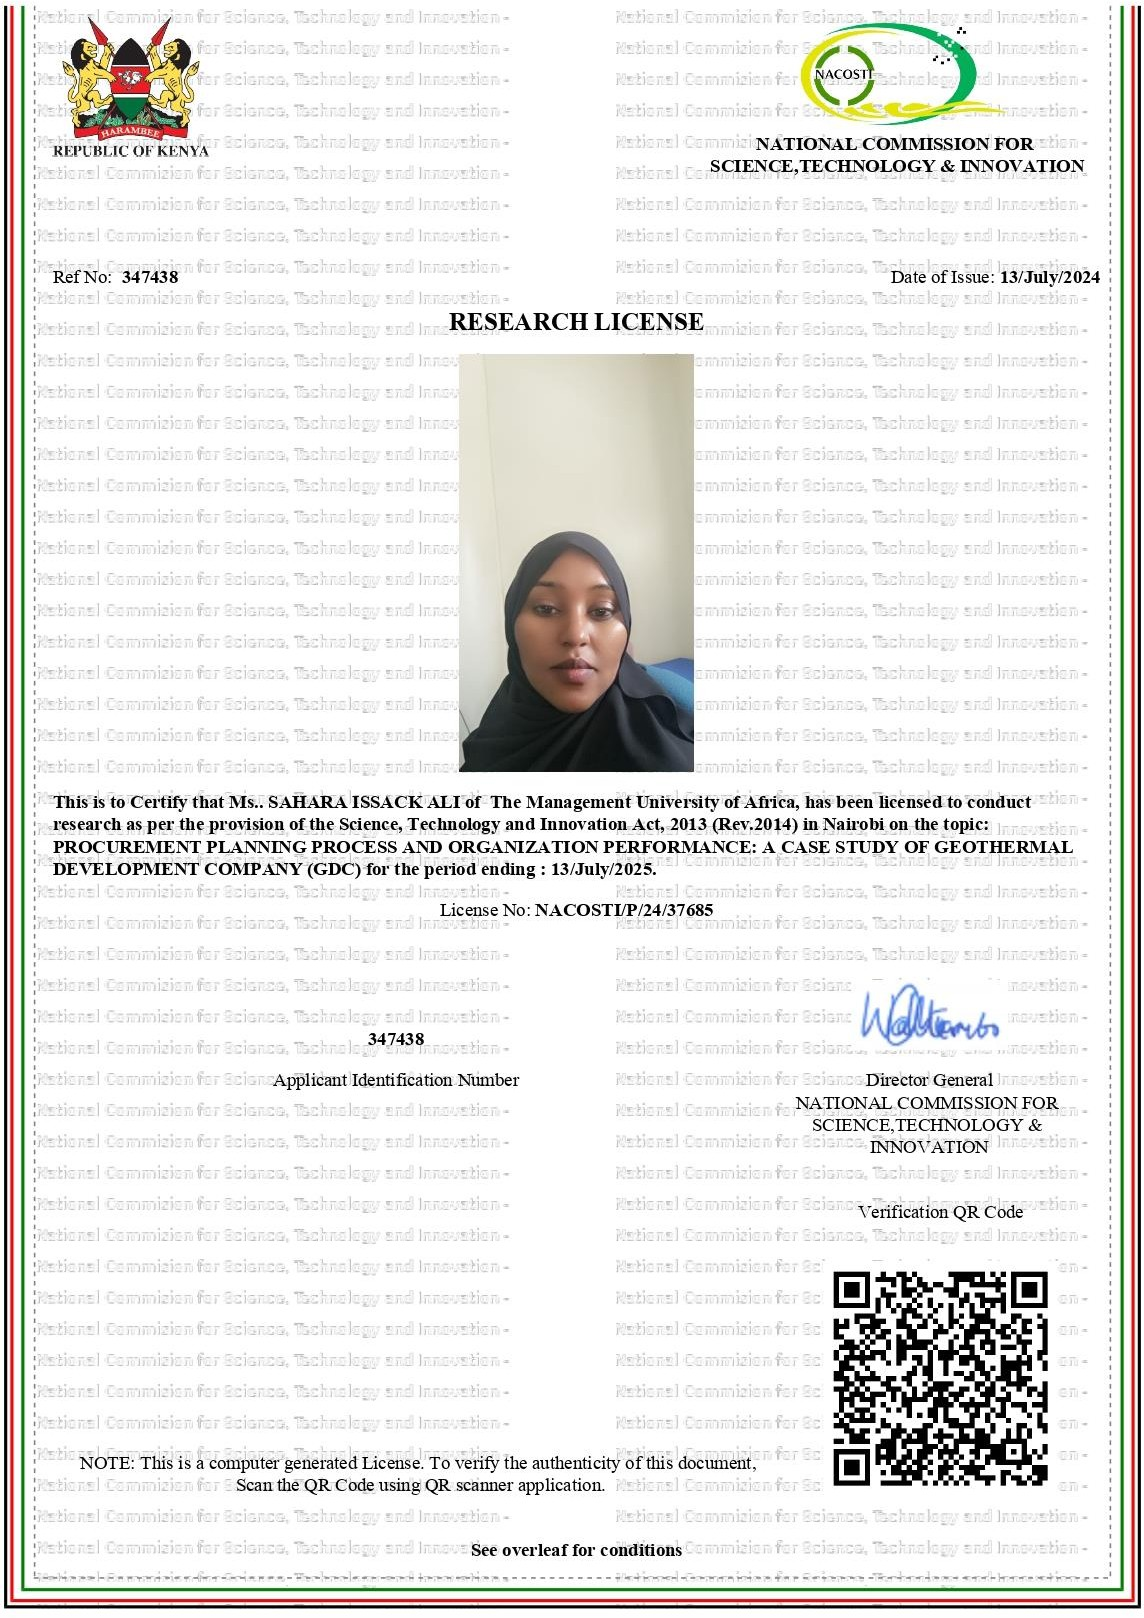 HARAMBEE
REPUBLIC OF KENYA
NACOSTI
NATIONAL COMMISSION FOR
SCIENCE,TECHNOLOGY & INNOVATION
Ref No: 347438
Date of Issue: 13/July/2024
RESEARCH LICENSE
This is to Certify that Ms.. SAHARA ISSACK ALI of The Management University of Africa, has been licensed to conduct
research as per the provision of the Science, Technology and Innovation Act, 2013 (Rev.2014) in Nairobi on the topic:
PROCUREMENT PLANNING PROCESS AND ORGANIZATION PERFORMANCE: A CASE STUDY OF GEOTHERMAL
DEVELOPMENT COMPANY (GDC) for the period ending : 13/July/2025.
License No: NACOSTI/P/24/37685
347438
Applicant Identification Number
Director General
NATIONAL COMMISSION FOR
SCIENCE,TECHNOLOGY &
INNOVATION
Verification QR Code
NOTE: This is a computer generated License. To verify the authenticity of this document,
Scan the QR Code using QR scanner application.
See overleaf for conditions